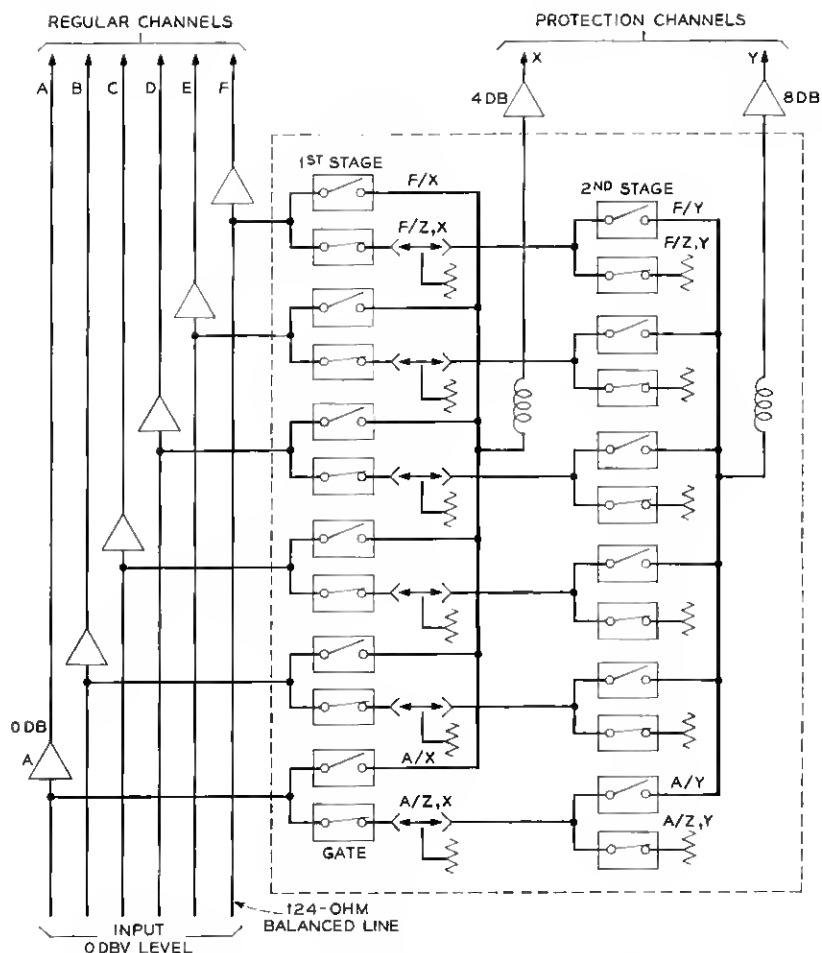 REGULAR CHANNELS
PROTECTION CHANNELS
A
B
C
D
E
F
X
Y
4 DB
8 DB
1ST STAGE
F/X
2ND STAGE
F/Y
F/Z,X
F/Z,Y
0 DB
A
A/X
A/Y
A/Z,X
A/Z,Y
GATE
124-OHM
BALANCED LINE
INPUT
0 DBV LEVEL